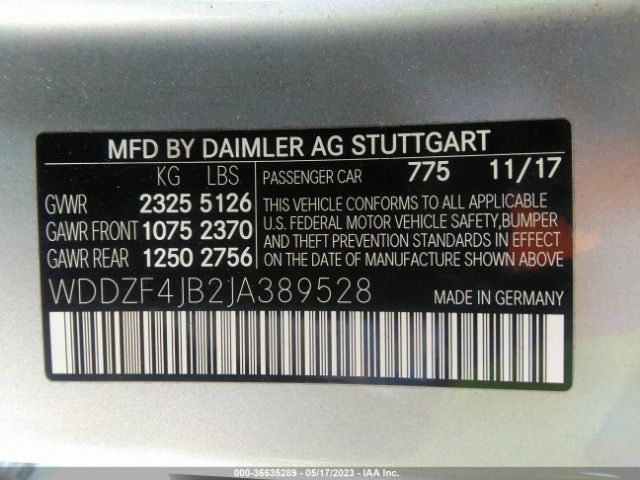 MFD BY DAIMLER AG STUTTGART
KG LBS
PASSENGER CAR 775 11/17
GVWR 2325 5126
GAWR FRONT 1075 2370
GAWR REAR 1250 2756
THIS VEHICLE CONFORMS TO ALL APPLICABLE
U.S. FEDERAL MOTOR VEHICLE SAFETY,BUMPER
AND THEFT PREVENTION STANDARDS IN EFFECT
ON THE DATE OF MANUFACTURE SHOWN ABOVE
WDDZF4JB2JA389528 MADE IN GERMANY
000-36635289 - 05/17/2023 - IAA Inc.